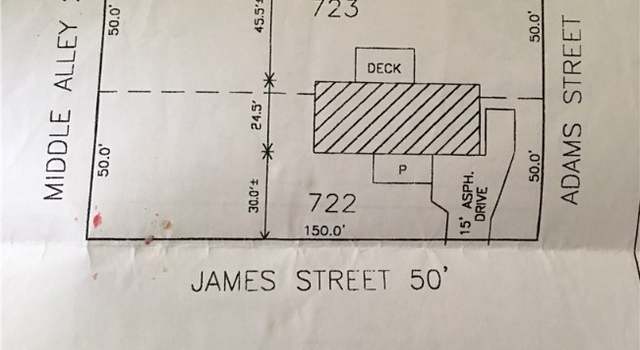 723
50.0'
45.5'±
50.0'
MIDDLE ALLEY
ADAMS STREET
DECK
24.5'
50.0'
30.0'±
P
50.0'
15' ASPH.
DRIVE
722
150.0'
JAMES STREET 50'